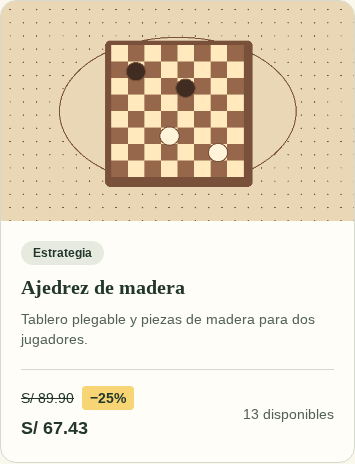 Estrategia
Ajedrez de madera
Tablero plegable y piezas de madera para dos
jugadores.
S/ 89.90 −25%
S/ 67.43
13 disponibles